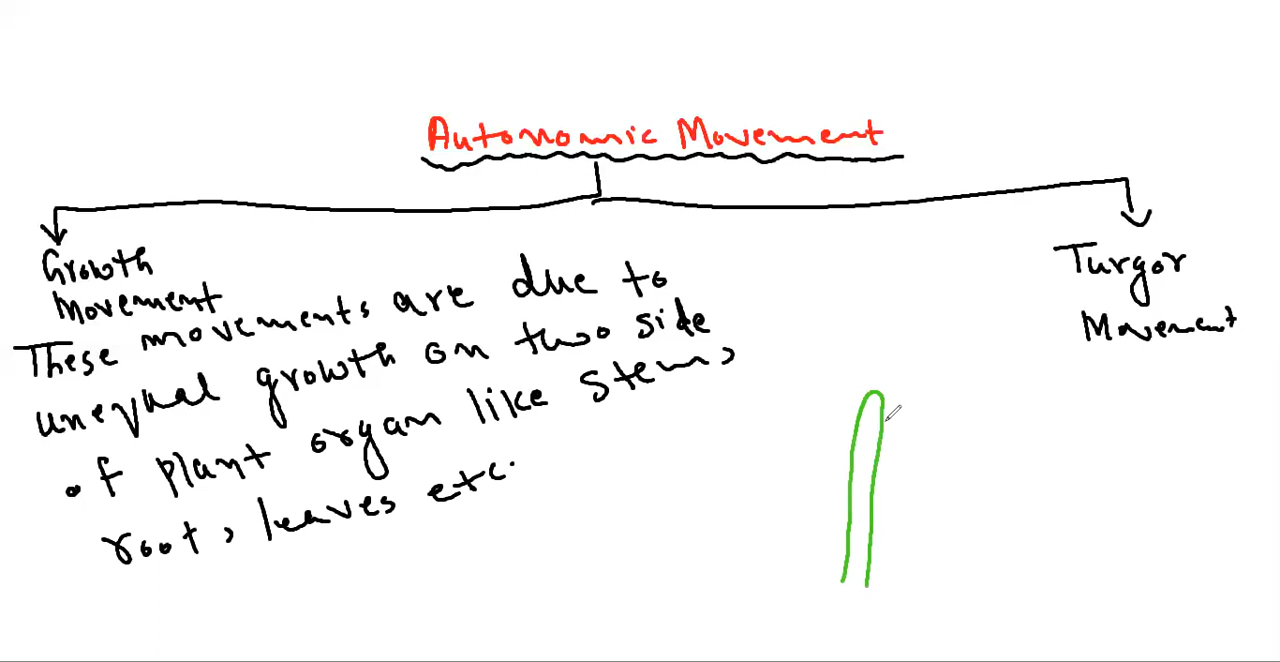 Autonomic Movement
Growth
Movement
These movements are due to
unequal growth on two side
of plant organ like stem,
root, leaves etc.
Turgor
Movement